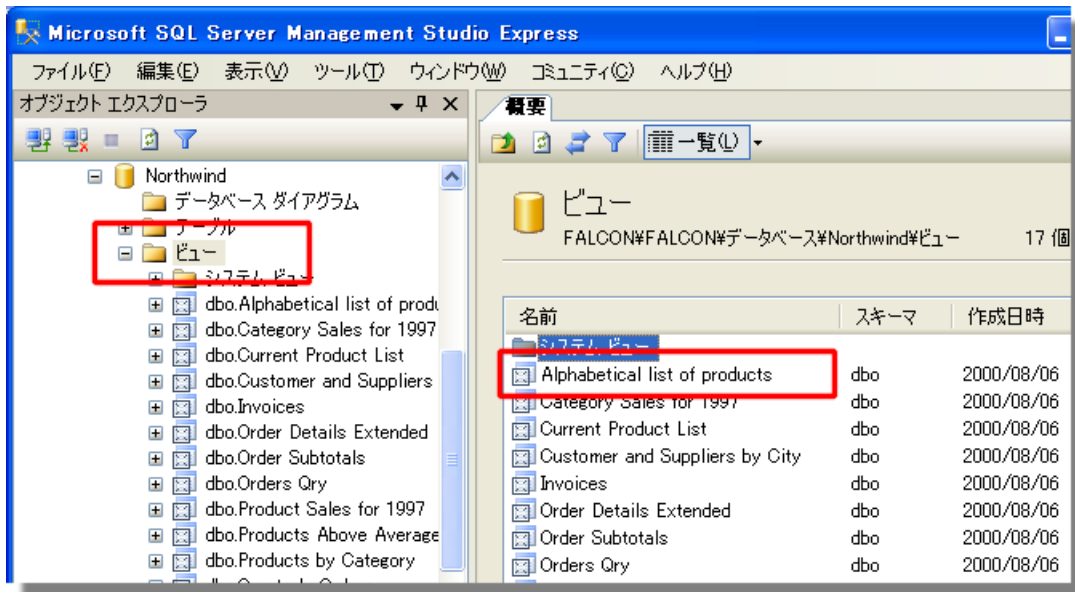 Microsoft SQL Server Management Studio Express
ファイル(F) 編集(E) 表示(V) ツール(T) ウィンドウ(W) コミュニティ(C) ヘルプ(H)
オブジェクト エクスプローラ
Northwind
データベース ダイアグラム
テーブル
ビュー
システム ビュー
dbo.Alphabetical list of produ
dbo.Category Sales for 1997
dbo.Current Product List
dbo.Customer and Suppliers
dbo.Invoices
dbo.Order Details Extended
dbo.Order Subtotals
dbo.Orders Qry
dbo.Product Sales for 1997
dbo.Products Above Average
dbo.Products by Category
概要
一覧(L)
ビュー
FALCON¥FALCON¥データベース¥Northwind¥ビュー 17 個
名前 スキーマ 作成日時
システム ビュー
Alphabetical list of products dbo 2000/08/06
Category Sales for 1997 dbo 2000/08/06
Current Product List dbo 2000/08/06
Customer and Suppliers by City dbo 2000/08/06
Invoices dbo 2000/08/06
Order Details Extended dbo 2000/08/06
Order Subtotals dbo 2000/08/06
Orders Qry dbo 2000/08/06